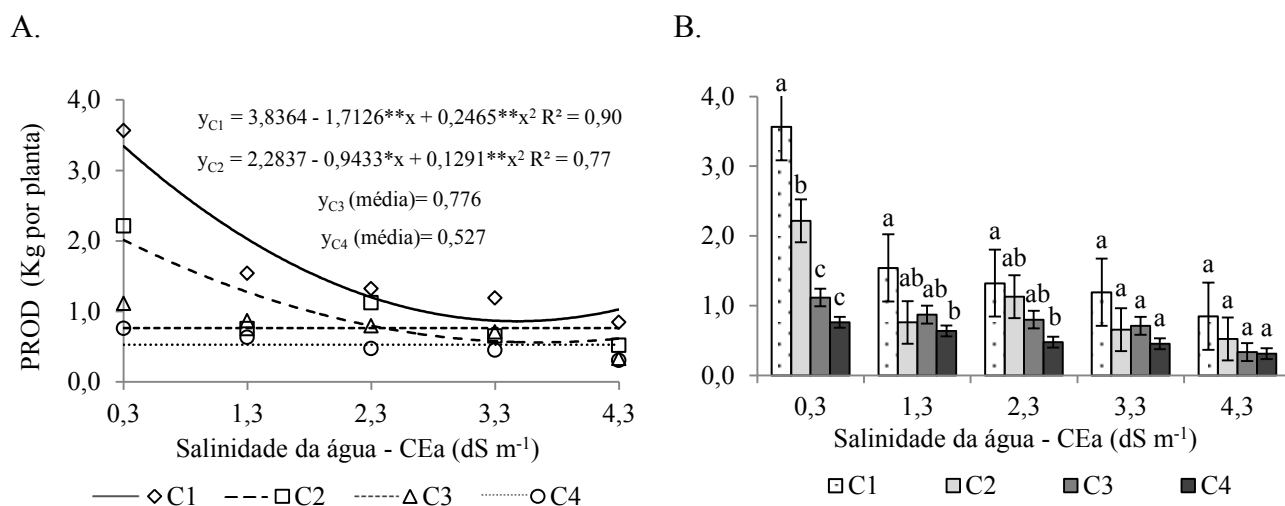 A.
PROD (Kg por planta)
4,0
3,0
2,0
1,0
0,0
y_C1 = 3,8364 - 1,7126**x + 0,2465**x² R² = 0,90
y_C2 = 2,2837 - 0,9433*x + 0,1291**x² R² = 0,77
y_C3 (média)= 0,776
y_C4 (média)= 0,527
0,3 1,3 2,3 3,3 4,3
Salinidade da água - CEa (dS m⁻¹)
C1 C2 C3 C4
B.
4,0
3,0
2,0
1,0
0,0
a b c c
a ab ab b
a ab ab b
a a a a
a a a a
0,3 1,3 2,3 3,3 4,3
Salinidade da água - CEa (dS m⁻¹)
C1 C2 C3 C4